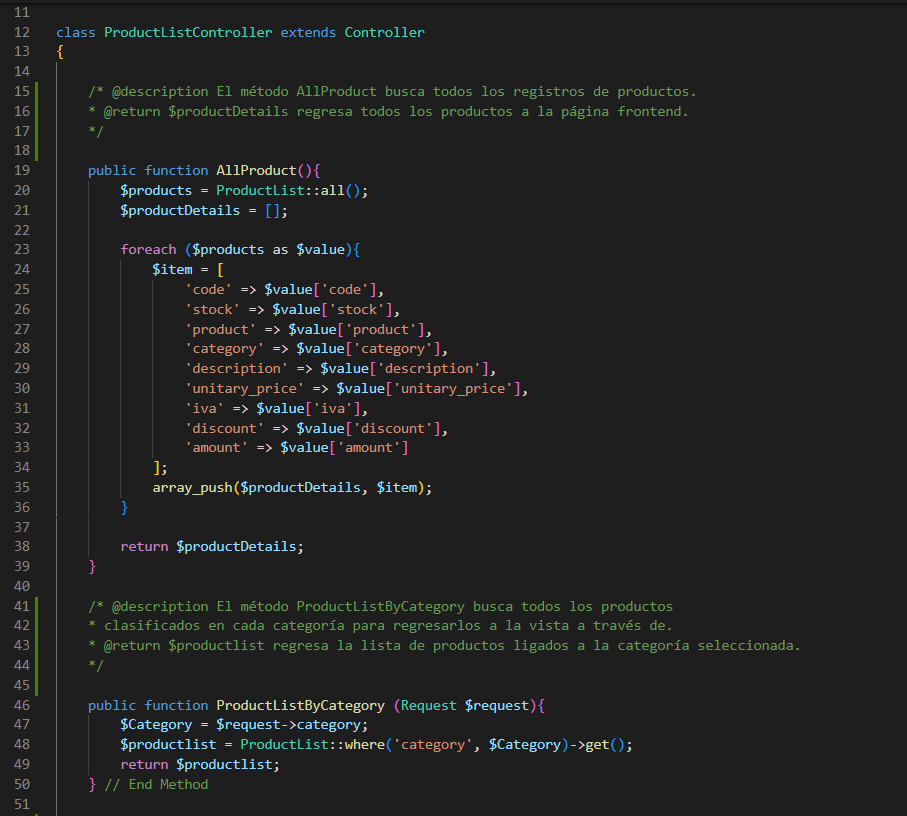 11
12 class ProductListController extends Controller
13 {
14
15 /* @description El método AllProduct busca todos los registros de productos.
16 * @return $productDetails regresa todos los productos a la página frontend.
17 */
18
19 public function AllProduct(){
20 $products = ProductList::all();
21 $productDetails = [];
22
23 foreach ($products as $value){
24 $item = [
25 'code' => $value['code'],
26 'stock' => $value['stock'],
27 'product' => $value['product'],
28 'category' => $value['category'],
29 'description' => $value['description'],
30 'unitary_price' => $value['unitary_price'],
31 'iva' => $value['iva'],
32 'discount' => $value['discount'],
33 'amount' => $value['amount']
34 ];
35 array_push($productDetails, $item);
36 }
37
38 return $productDetails;
39 }
40
41 /* @description El método ProductListByCategory busca todos los productos
42 * clasificados en cada categoría para regresarlos a la vista a través de.
43 * @return $productlist regresa la lista de productos ligados a la categoría seleccionada.
44 */
45
46 public function ProductListByCategory (Request $request){
47 $Category = $request->category;
48 $productlist = ProductList::where('category', $Category)->get();
49 return $productlist;
50 } // End Method
51